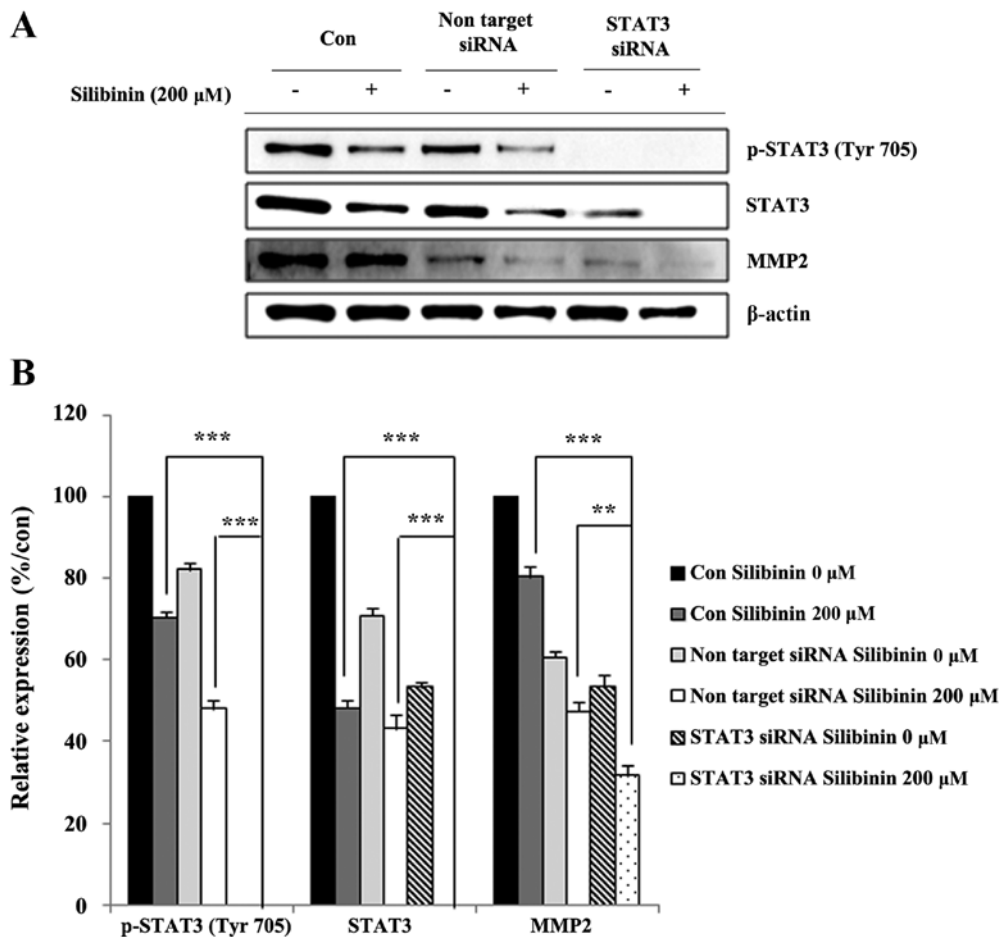 A
Con
Non target
siRNA
STAT3
siRNA
Silibinin (200 µM)
- + - + - +
p-STAT3 (Tyr 705)
STAT3
MMP2
β-actin
B
Relative expression (%/con)
120
100
80
60
40
20
0
*** *** ***
*** *** **
p-STAT3 (Tyr 705) STAT3 MMP2
Con Silibinin 0 µM
Con Silibinin 200 µM
Non target siRNA Silibinin 0 µM
Non target siRNA Silibinin 200 µM
STAT3 siRNA Silibinin 0 µM
STAT3 siRNA Silibinin 200 µM